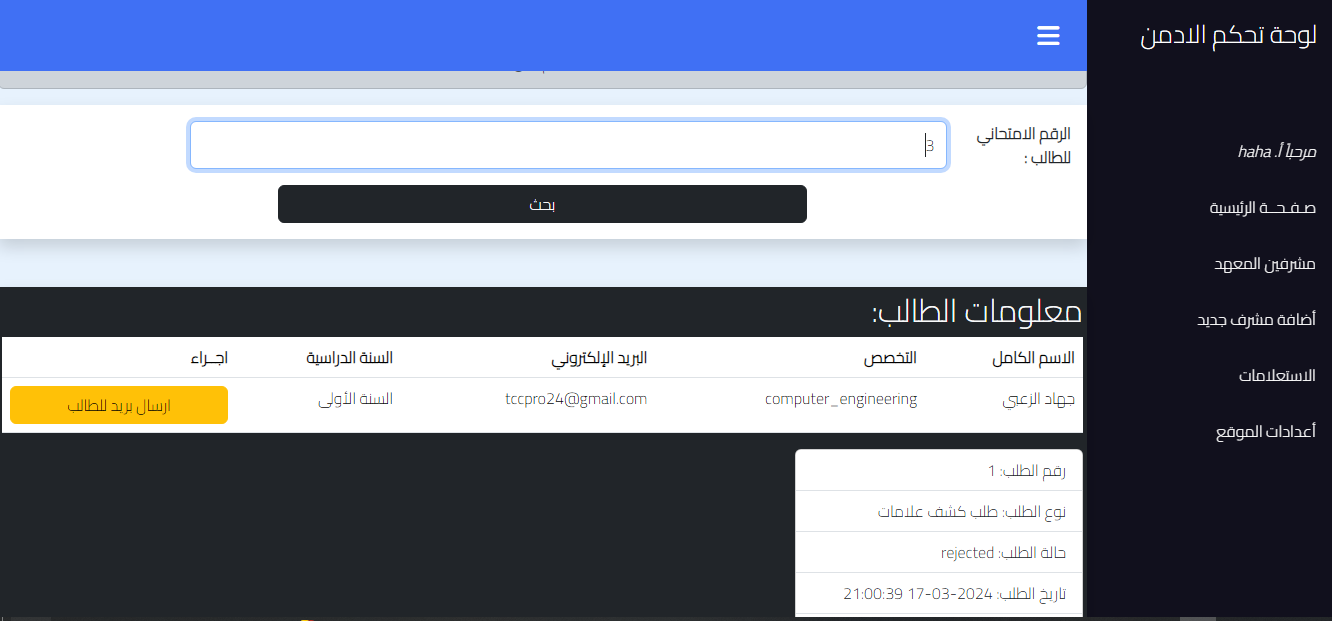 لوحة تحكم الادمن
مرحباً أ. haha
صـفـحــة الرئيسية
مشرفين المعهد
أضافة مشرف جديد
الاستعلامات
أعدادات الموقع
الرقم الامتحاني
للطالب :
3
بحث
معلومات الطالب:
الاسم الكامل التخصص البريد الإلكتروني السنة الدراسية اجــراء
جهاد الزعبي computer_engineering tccpro24@gmail.com السنة الأولى ارسال بريد للطالب
رقم الطلب: 1
نوع الطلب: طلب كشف علامات
حالة الطلب: rejected
تاريخ الطلب: 2024-03-17 21:00:39